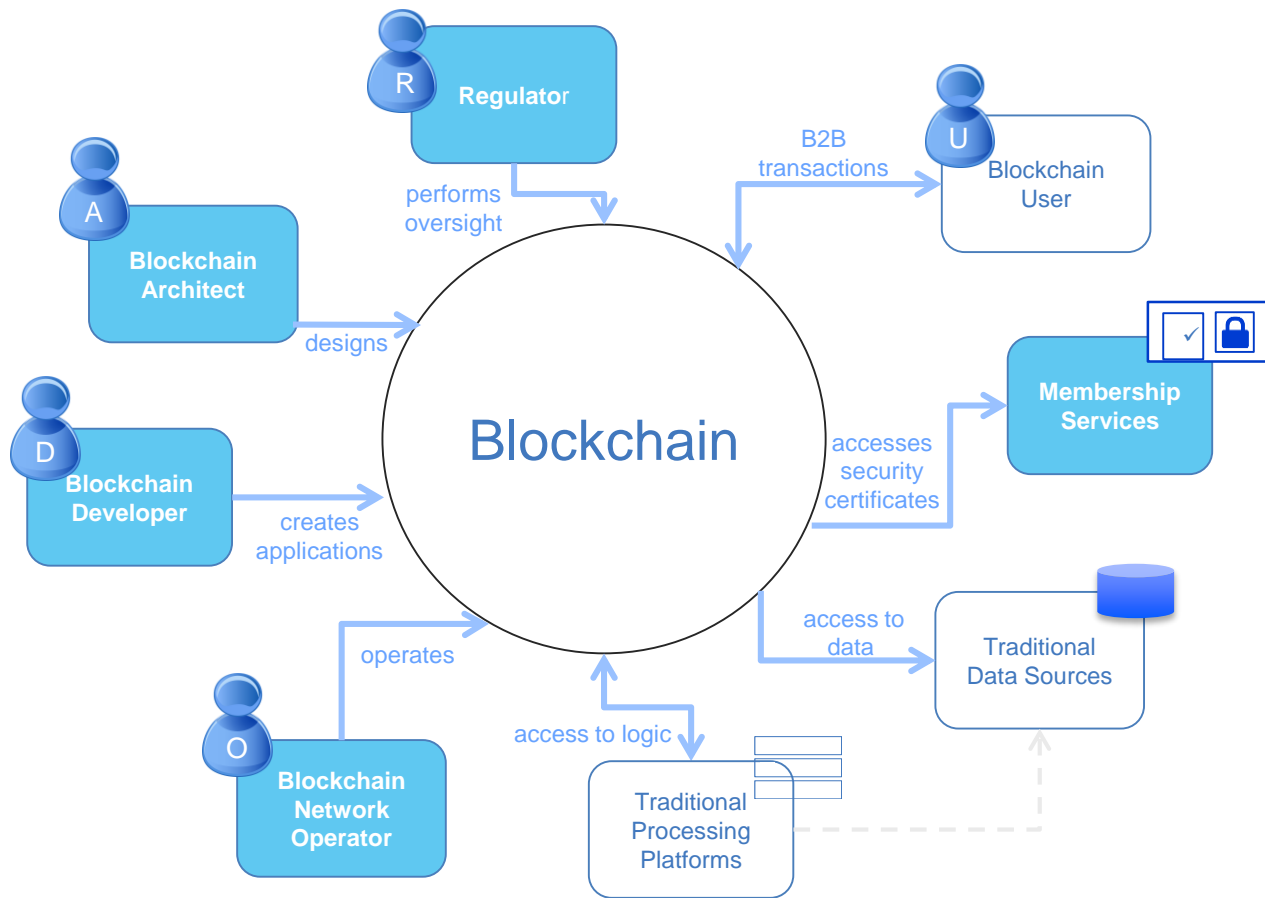 R
Regulator
U
B2B
transactions
Blockchain
User
performs
oversight
A
Blockchain
Architect
designs
Membership
Services
D
Blockchain
Developer
creates
applications
Blockchain
accesses
security
certificates
operates
access to
data
Traditional
Data Sources
O
Blockchain
Network
Operator
access to logic
Traditional
Processing
Platforms